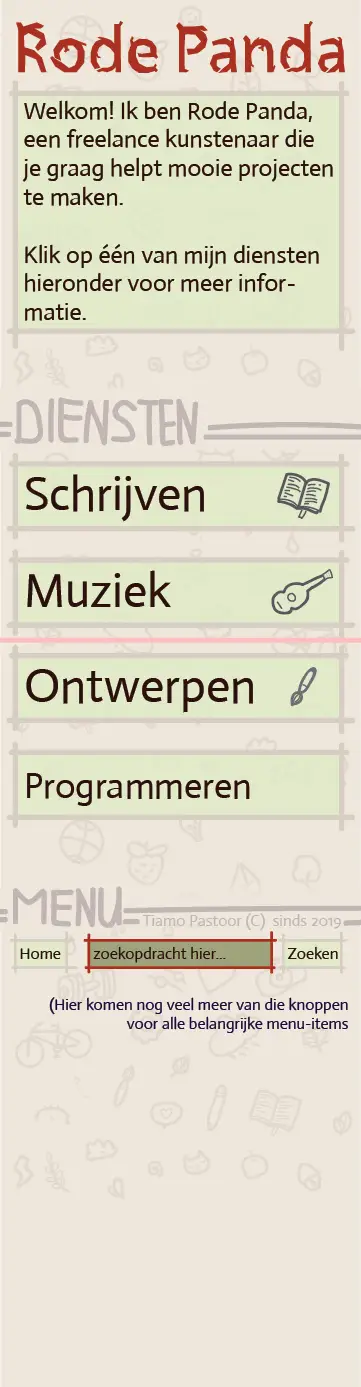 Rode Panda
Welkom! Ik ben Rode Panda,
een freelance kunstenaar die
je graag helpt mooie projecten
te maken.
Klik op één van mijn diensten
hieronder voor meer infor-
matie.
DIENSTEN
Schrijven
Muziek
Ontwerpen
Programmeren
MENU
Tiamo Pastoor (C) sinds 2019
Home
zoekopdracht hier...
Zoeken
(Hier komen nog veel meer van die knoppen
voor alle belangrijke menu-items